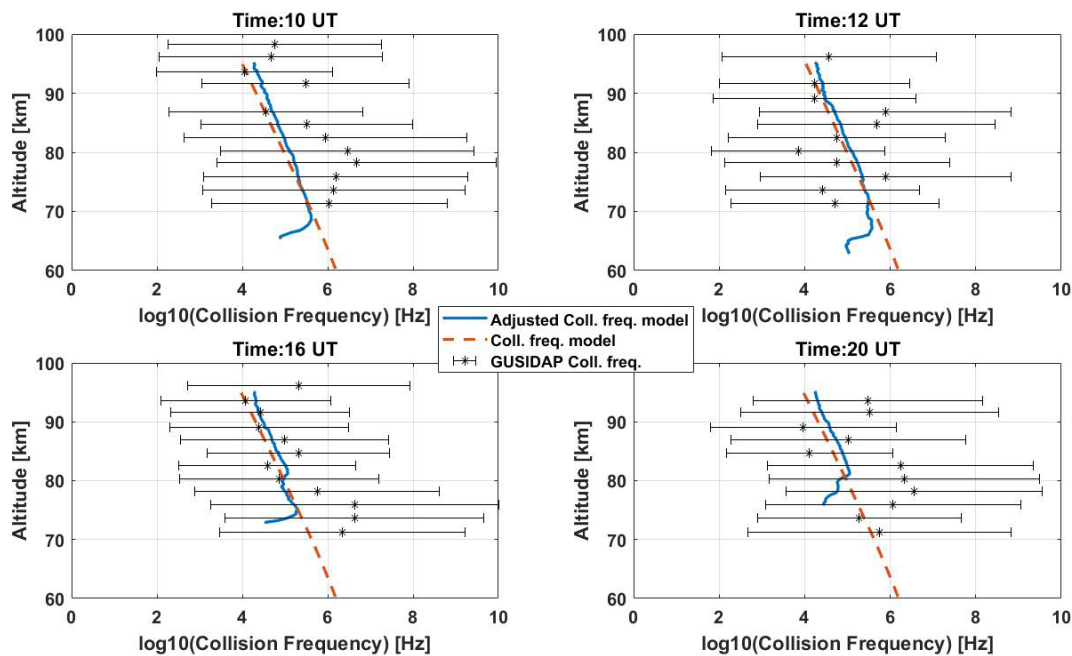 Time:10 UT
100
90
80
70
60
Altitude [km]
0 2 4 6 8 10
log10(Collision Frequency) [Hz]
Time:12 UT
100
90
80
70
60
Altitude [km]
0 2 4 6 8 10
log10(Collision Frequency) [Hz]
Adjusted Coll. freq. model
Coll. freq. model
GUSIDAP Coll. freq.
Time:16 UT
100
90
80
70
60
Altitude [km]
0 2 4 6 8 10
log10(Collision Frequency) [Hz]
Time:20 UT
100
90
80
70
60
Altitude [km]
0 2 4 6 8 10
log10(Collision Frequency) [Hz]